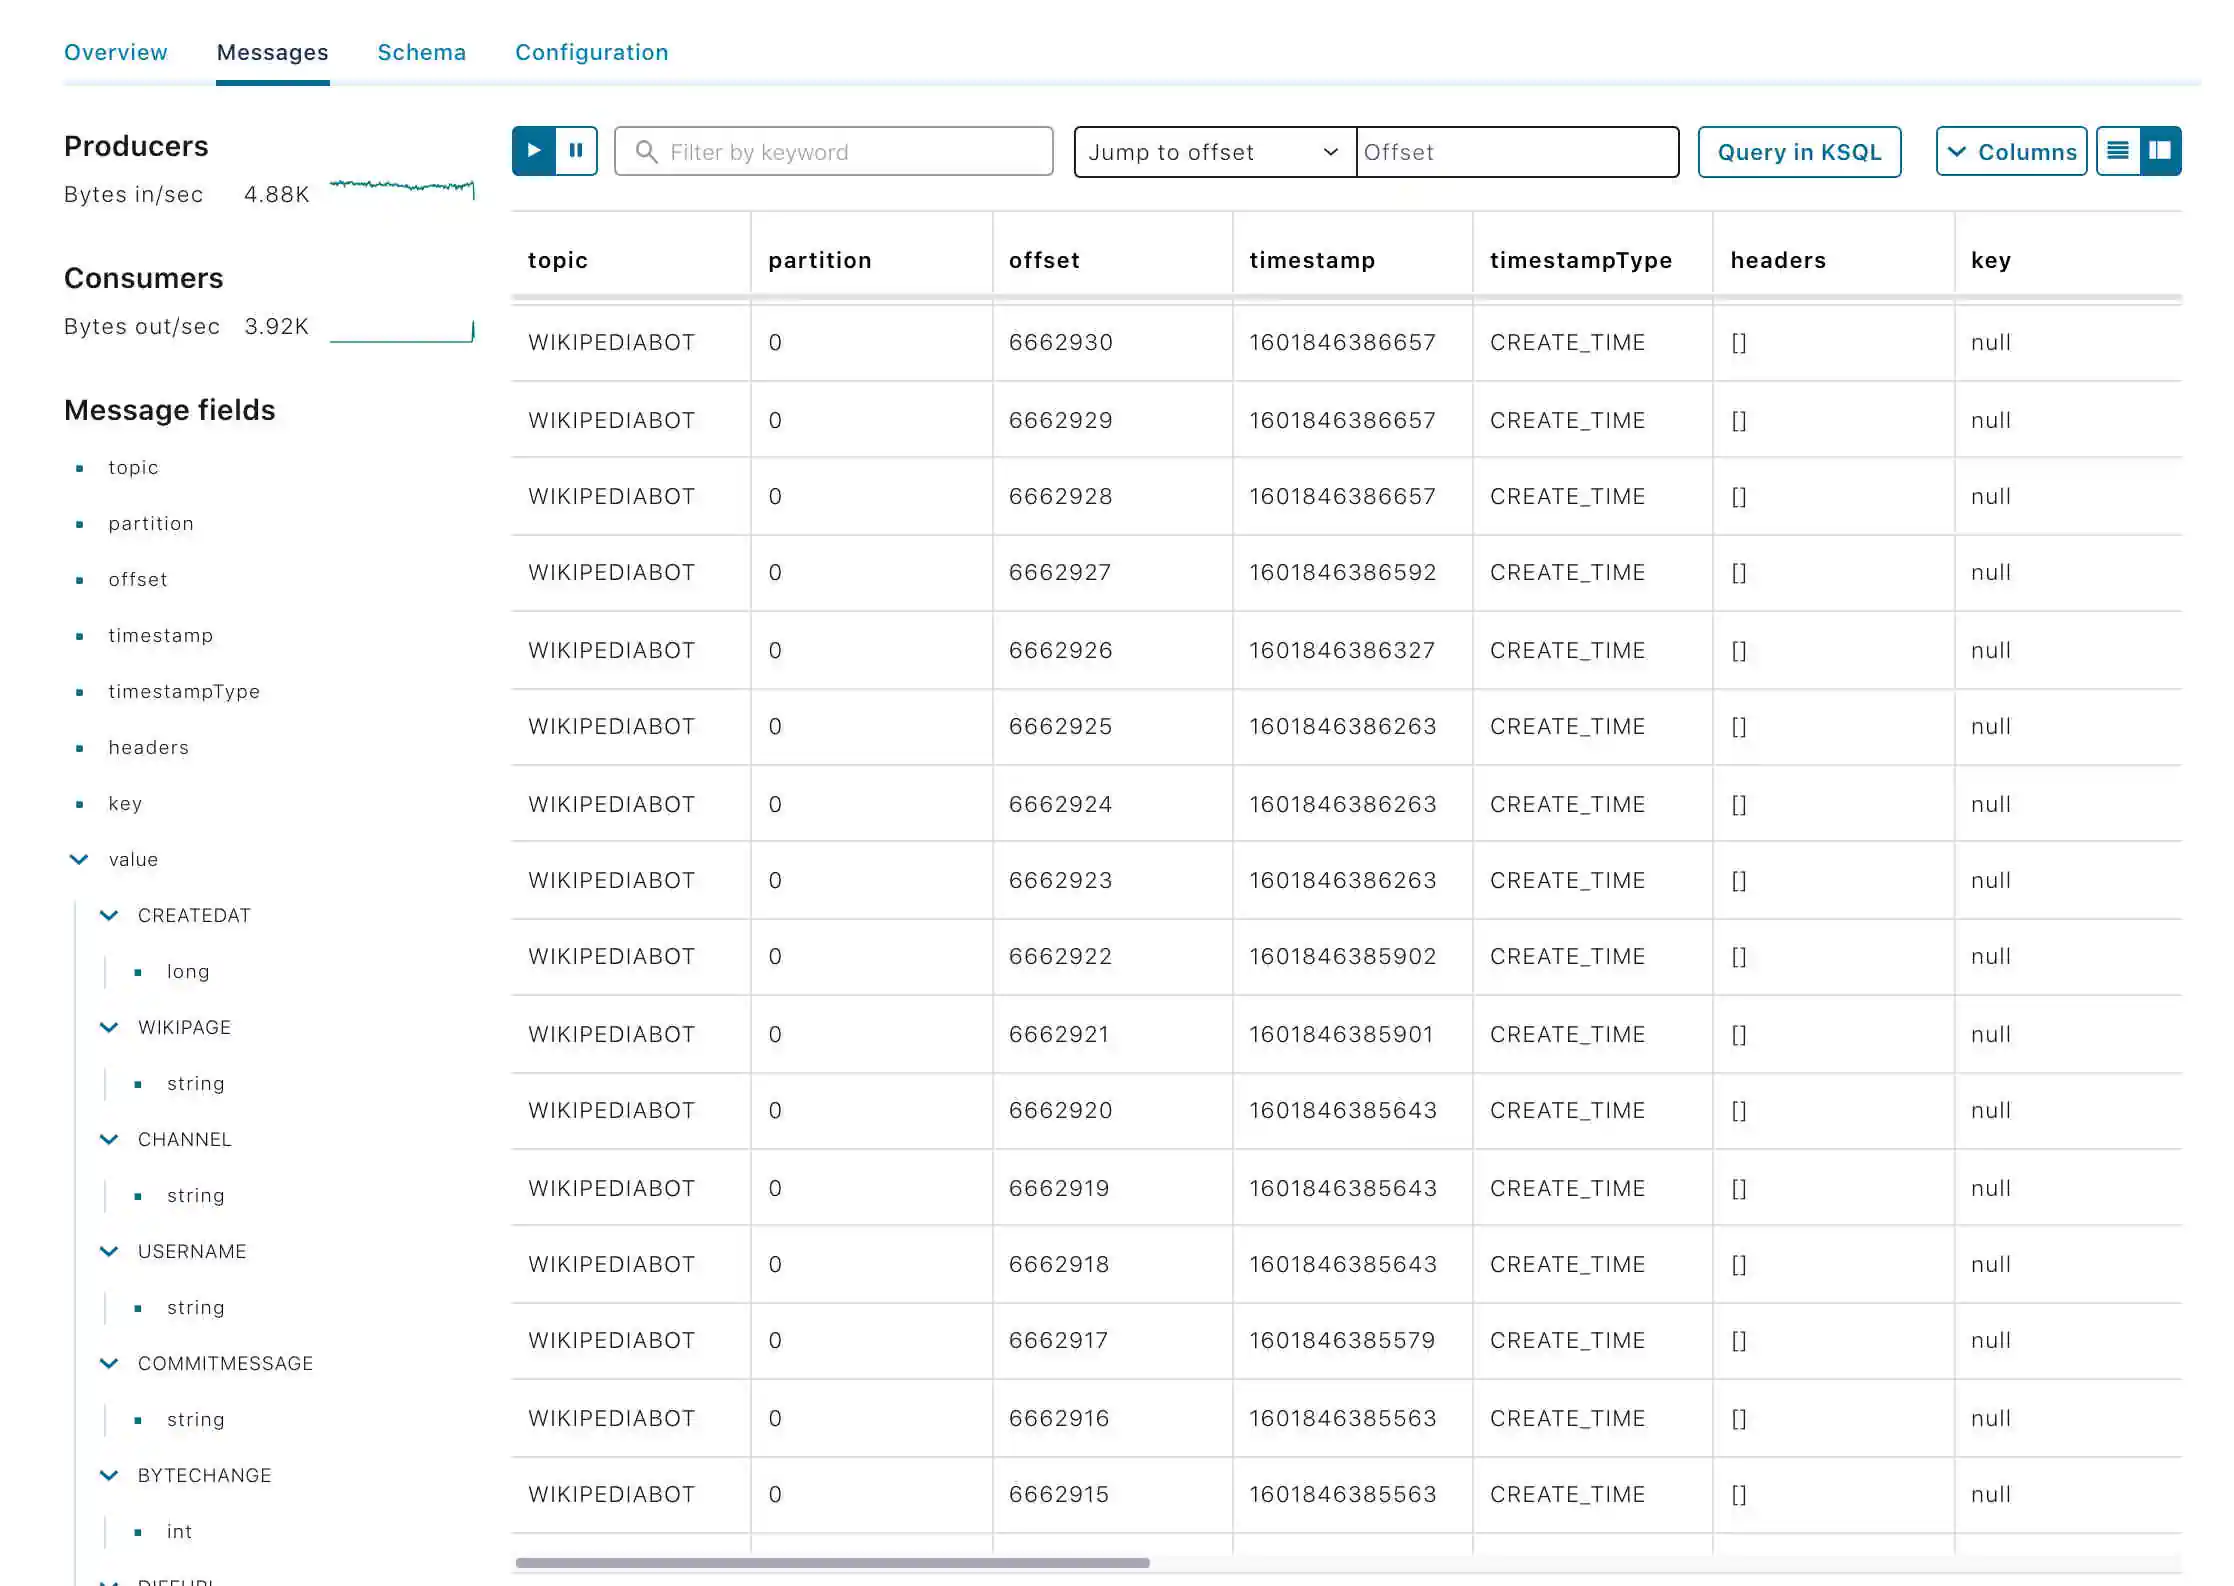 Overview Messages Schema Configuration
Producers
Bytes in/sec 4.88K
Consumers
Bytes out/sec 3.92K
Message fields
topic
partition
offset
timestamp
timestampType
headers
key
value
CREATEDAT
long
WIKIPAGE
string
CHANNEL
string
USERNAME
string
COMMITMESSAGE
string
BYTECHANGE
int
Filter by keyword Jump to offset Offset Query in KSQL Columns
topic partition offset timestamp timestampType headers key
WIKIPEDIABOT 0 6662930 1601846386657 CREATE_TIME [] null
WIKIPEDIABOT 0 6662929 1601846386657 CREATE_TIME [] null
WIKIPEDIABOT 0 6662928 1601846386657 CREATE_TIME [] null
WIKIPEDIABOT 0 6662927 1601846386592 CREATE_TIME [] null
WIKIPEDIABOT 0 6662926 1601846386327 CREATE_TIME [] null
WIKIPEDIABOT 0 6662925 1601846386263 CREATE_TIME [] null
WIKIPEDIABOT 0 6662924 1601846386263 CREATE_TIME [] null
WIKIPEDIABOT 0 6662923 1601846386263 CREATE_TIME [] null
WIKIPEDIABOT 0 6662922 1601846385902 CREATE_TIME [] null
WIKIPEDIABOT 0 6662921 1601846385901 CREATE_TIME [] null
WIKIPEDIABOT 0 6662920 1601846385643 CREATE_TIME [] null
WIKIPEDIABOT 0 6662919 1601846385643 CREATE_TIME [] null
WIKIPEDIABOT 0 6662918 1601846385643 CREATE_TIME [] null
WIKIPEDIABOT 0 6662917 1601846385579 CREATE_TIME [] null
WIKIPEDIABOT 0 6662916 1601846385563 CREATE_TIME [] null
WIKIPEDIABOT 0 6662915 1601846385563 CREATE_TIME [] null